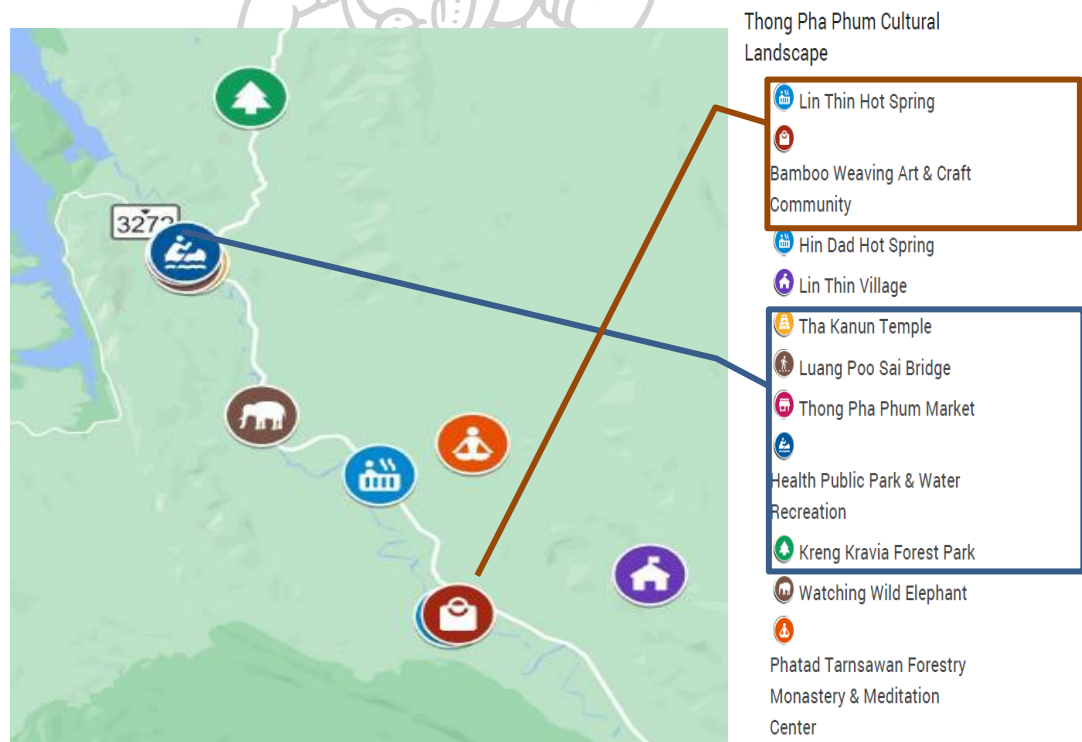 Thong Pha Phum Cultural
Landscape
Lin Thin Hot Spring
Bamboo Weaving Art & Craft
Community
Hin Dad Hot Spring
Lin Thin Village
Tha Kanun Temple
Luang Poo Sai Bridge
Thong Pha Phum Market
Health Public Park & Water
Recreation
Kreng Kravia Forest Park
Watching Wild Elephant
Phatad Tarnsawan Forestry
Monastery & Meditation
Center
3272